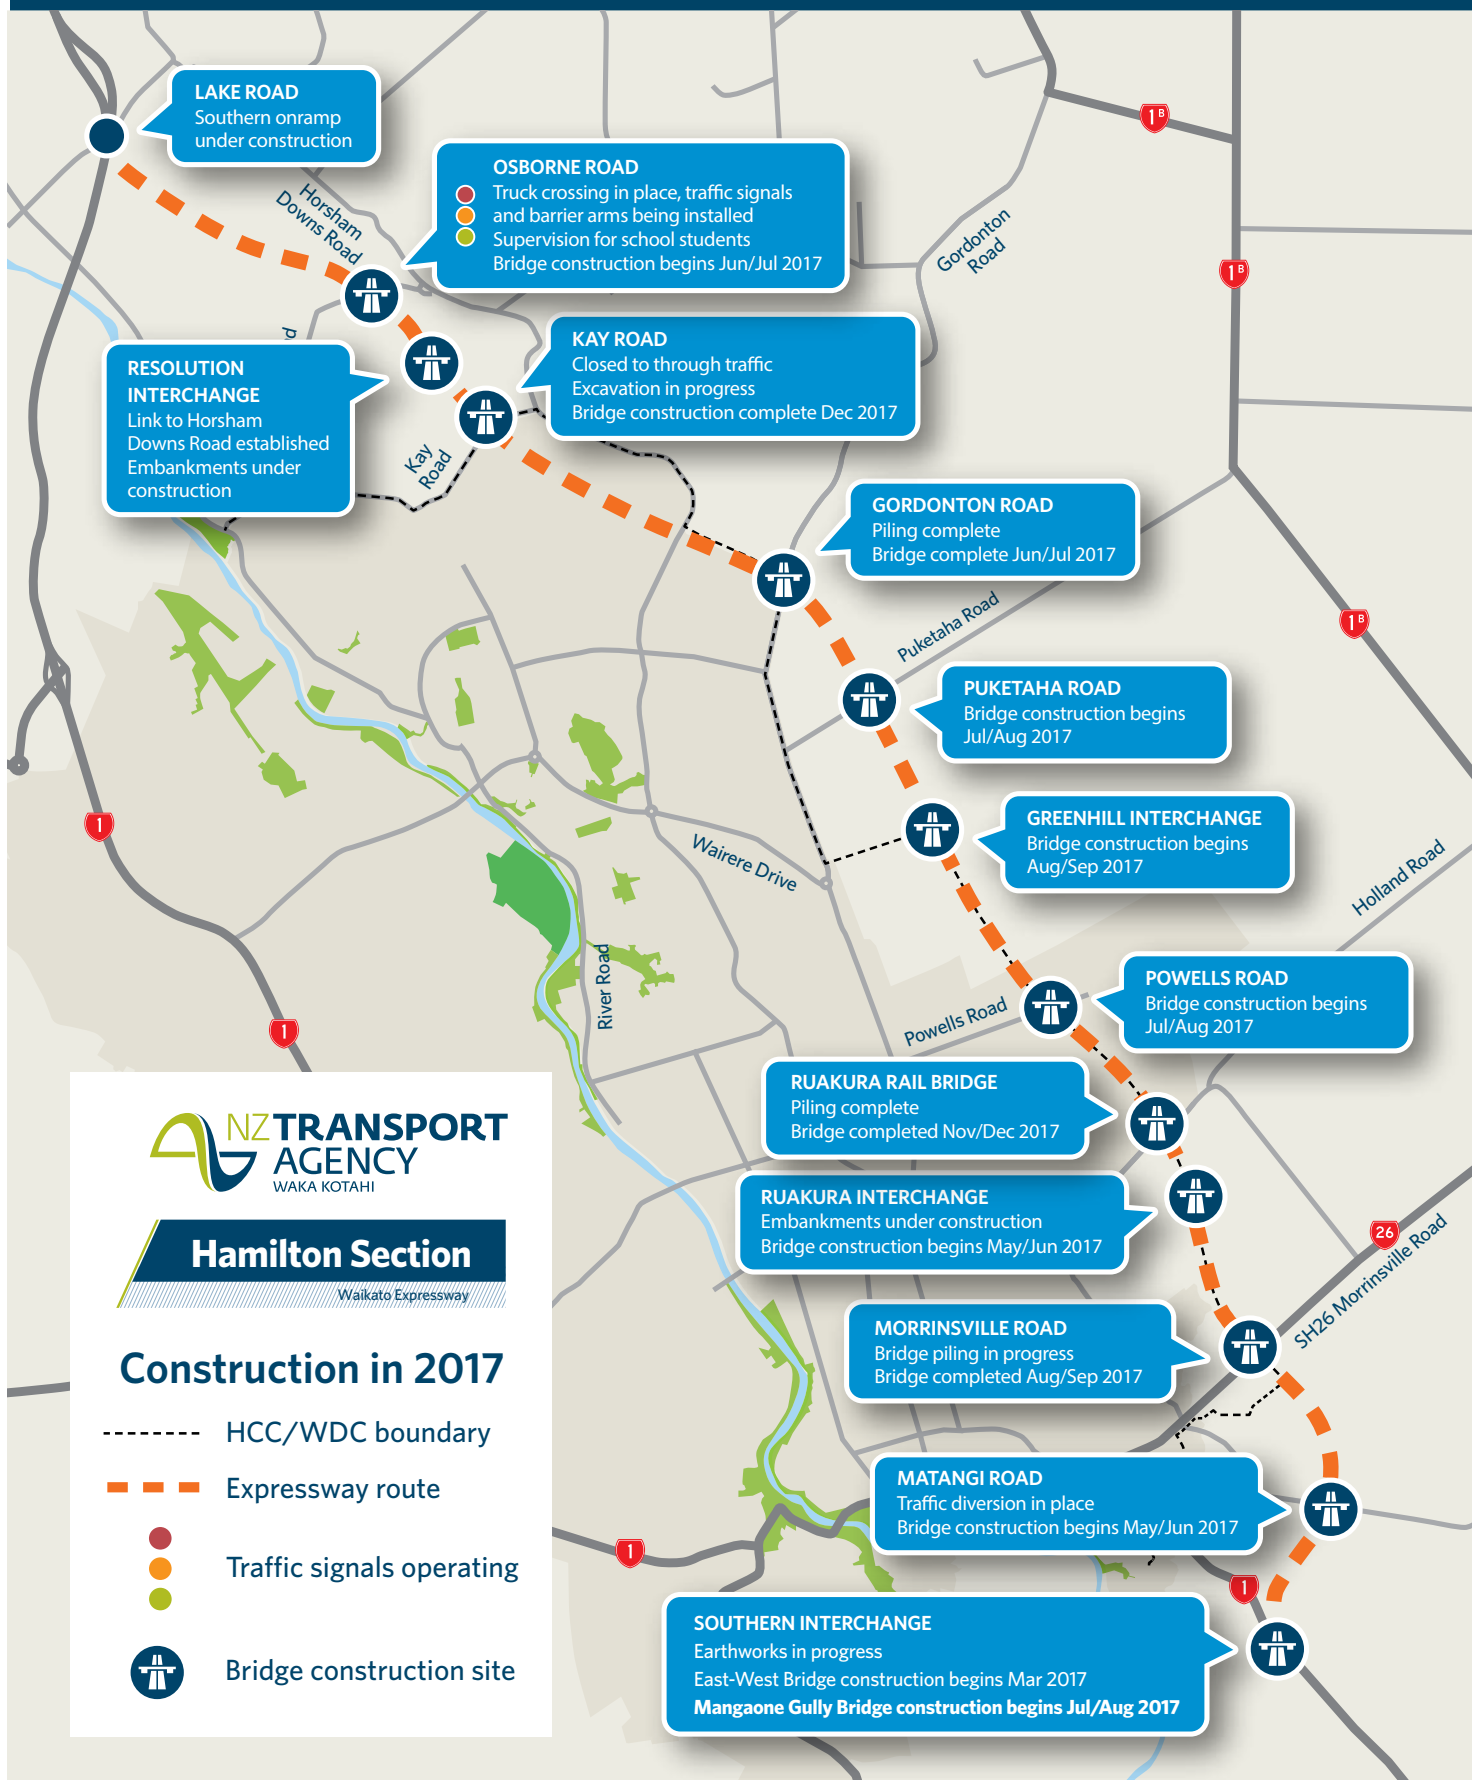 LAKE ROAD
Southern onramp
under construction
OSBORNE ROAD
Truck crossing in place, traffic signals
and barrier arms being installed
Supervision for school students
Bridge construction begins Jun/Jul 2017
Horsham
Downs Road
Gordonton
Road
1B
1B
RESOLUTION
INTERCHANGE
Link to Horsham
Downs Road established
Embankments under
construction
KAY ROAD
Closed to through traffic
Excavation in progress
Bridge construction complete Dec 2017
Kay
Road
GORDONTON ROAD
Piling complete
Bridge complete Jun/Jul 2017
Puketaha Road
1B
PUKETAHA ROAD
Bridge construction begins
Jul/Aug 2017
1
GREENHILL INTERCHANGE
Bridge construction begins
Aug/Sep 2017
Wairere Drive
Holland Road
River Road
1
POWELLS ROAD
Bridge construction begins
Jul/Aug 2017
Powells Road
RUAKURA RAIL BRIDGE
Piling complete
Bridge completed Nov/Dec 2017
RUAKURA INTERCHANGE
Embankments under construction
Bridge construction begins May/Jun 2017
26
SH26 Morrinsville Road
MORRINSVILLE ROAD
Bridge piling in progress
Bridge completed Aug/Sep 2017
MATANGI ROAD
Traffic diversion in place
Bridge construction begins May/Jun 2017
1
1
SOUTHERN INTERCHANGE
Earthworks in progress
East-West Bridge construction begins Mar 2017
Mangaone Gully Bridge construction begins Jul/Aug 2017
NZ TRANSPORT
AGENCY
WAKA KOTAHI
Hamilton Section
Waikato Expressway
Construction in 2017
HCC/WDC boundary
Expressway route
Traffic signals operating
Bridge construction site